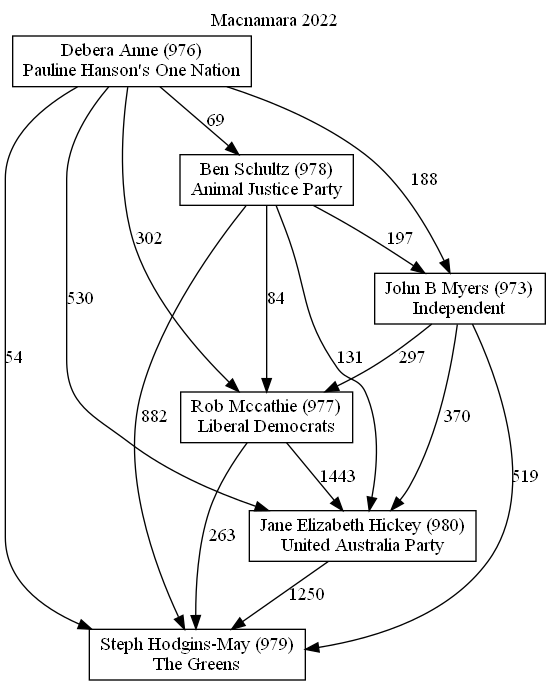 Macnamara 2022
Debera Anne (976)
Pauline Hanson's One Nation
69
Ben Schultz (978)
Animal Justice Party
188
197
302
John B Myers (973)
Independent
530
84
54
131
297
Rob Mccathie (977)
Liberal Democrats
882
370
1443
519
Jane Elizabeth Hickey (980)
United Australia Party
263
1250
Steph Hodgins-May (979)
The Greens